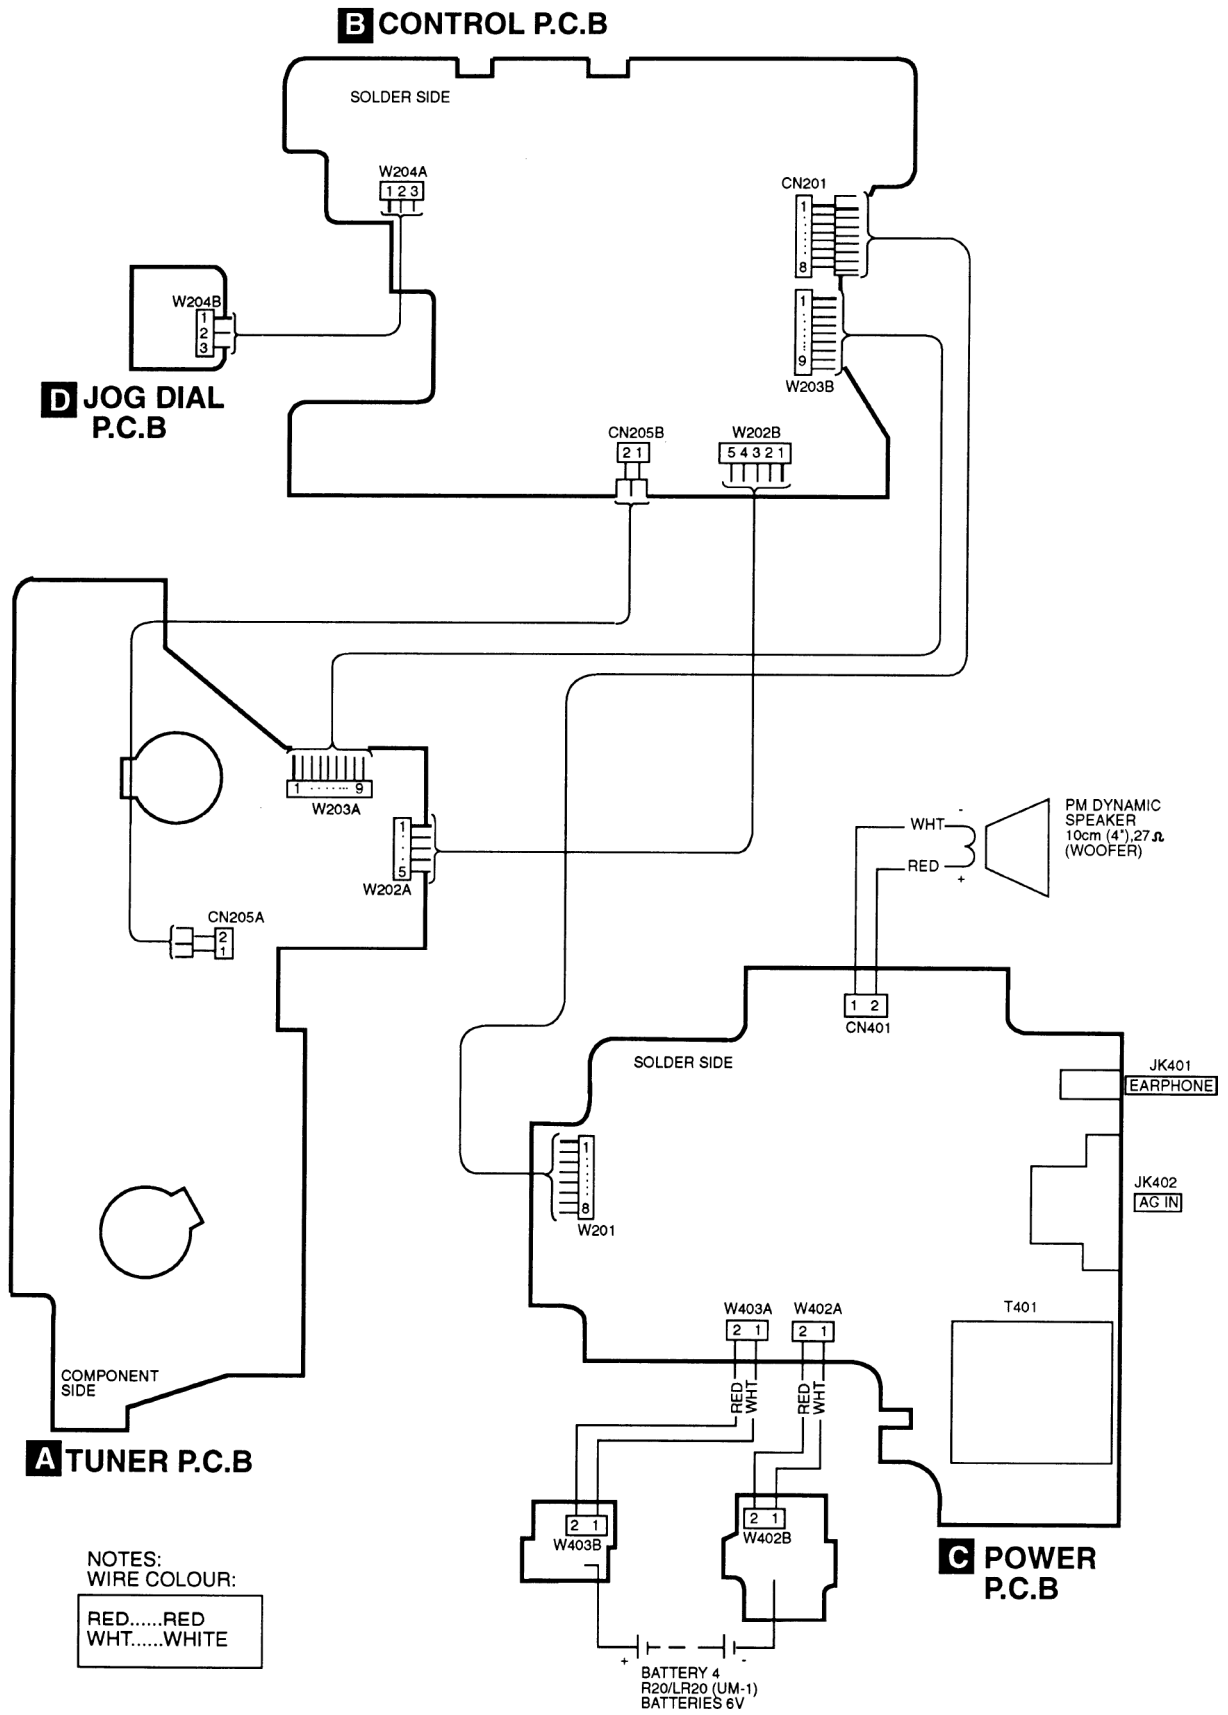 B CONTROL P.C.B
SOLDER SIDE
W204A
1 2 3
CN201
1
8
W204B
1
2
3
1
9
W203B
D JOG DIAL
P.C.B
CN205B
2 1
W202B
5 4 3 2 1
1 ······· 9
W203A
1
5
W202A
CN205A
2
1
WHT
-
RED
+
PM DYNAMIC
SPEAKER
10cm (4"),27Ω
(WOOFER)
1 2
CN401
SOLDER SIDE
JK401
EARPHONE
1
8
W201
JK402
AG IN
W403A
2 1
W402A
2 1
T401
RED
WHT
RED
WHT
COMPONENT
SIDE
A TUNER P.C.B
2 1
W403B
2 1
W402B
C POWER
P.C.B
NOTES:
WIRE COLOUR:
RED......RED
WHT......WHITE
+
-
BATTERY 4
R20/LR20 (UM-1)
BATTERIES 6V